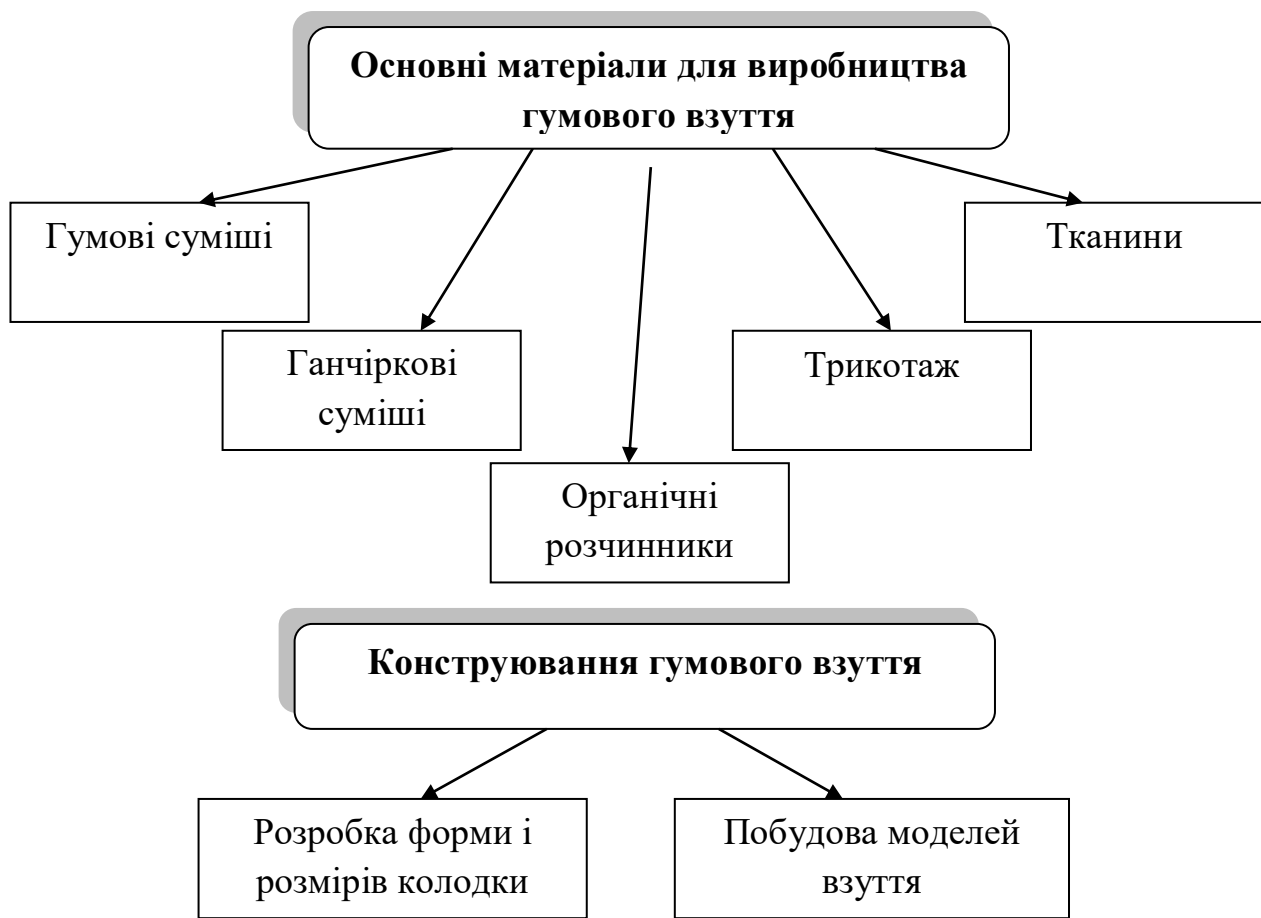 Основні матеріали для виробництва
гумового взуття
Гумові суміші
Тканини
Ганчіркові
суміші
Трикотаж
Органічні
розчинники
Конструювання гумового взуття
Розробка форми і
розмірів колодки
Побудова моделей
взуття